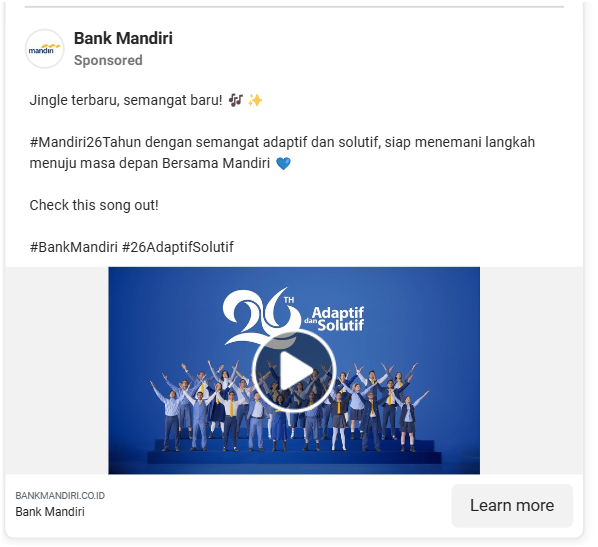 mandiri
Bank Mandiri
Sponsored
Jingle terbaru, semangat baru! 🎶 ✨
#Mandiri26Tahun dengan semangat adaptif dan solutif, siap menemani langkah
menuju masa depan Bersama Mandiri 💙
Check this song out!
#BankMandiri #26AdaptifSolutif
26TH Adaptif
dan Solutif
BANKMANDIRI.CO.ID
Bank Mandiri
Learn more